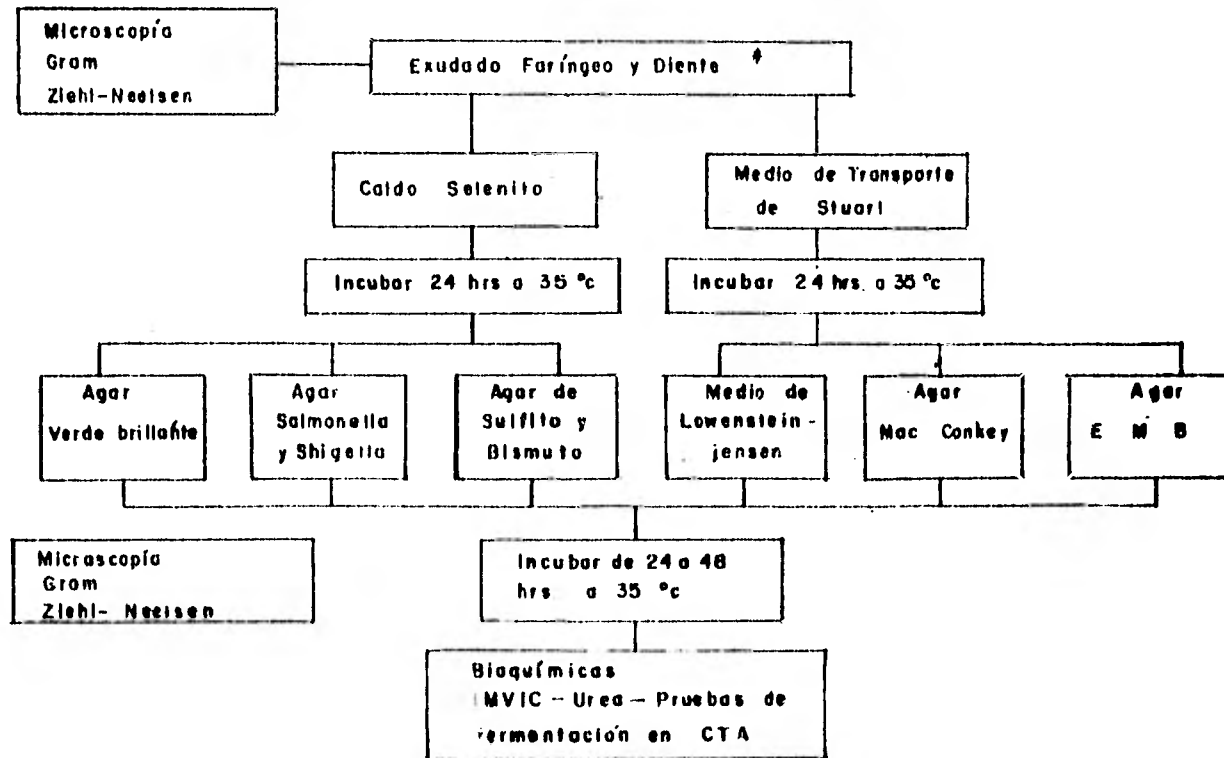 Microscopía
Gram
Ziehl-Neelsen
Exudado Faríngeo y Diente *
Caldo Selenito
Medio de Transporte
de Stuart
Incubar 24 hrs a 35 °c
Incubar 24 hrs. a 35 °c
Agar
Verde brillante
Agar
Salmonella
y Shigella
Agar de
Sulfito y
Bismuto
Medio de
Lowenstein-
jensen
Agar
Mac Conkey
Agar
E M B
Microscopía
Gram
Ziehl- Neelsen
Incubar de 24 a 48
hrs a 35 °c
Bioquímicas
IMVIC - Urea - Pruebas de
fermentación en CTA